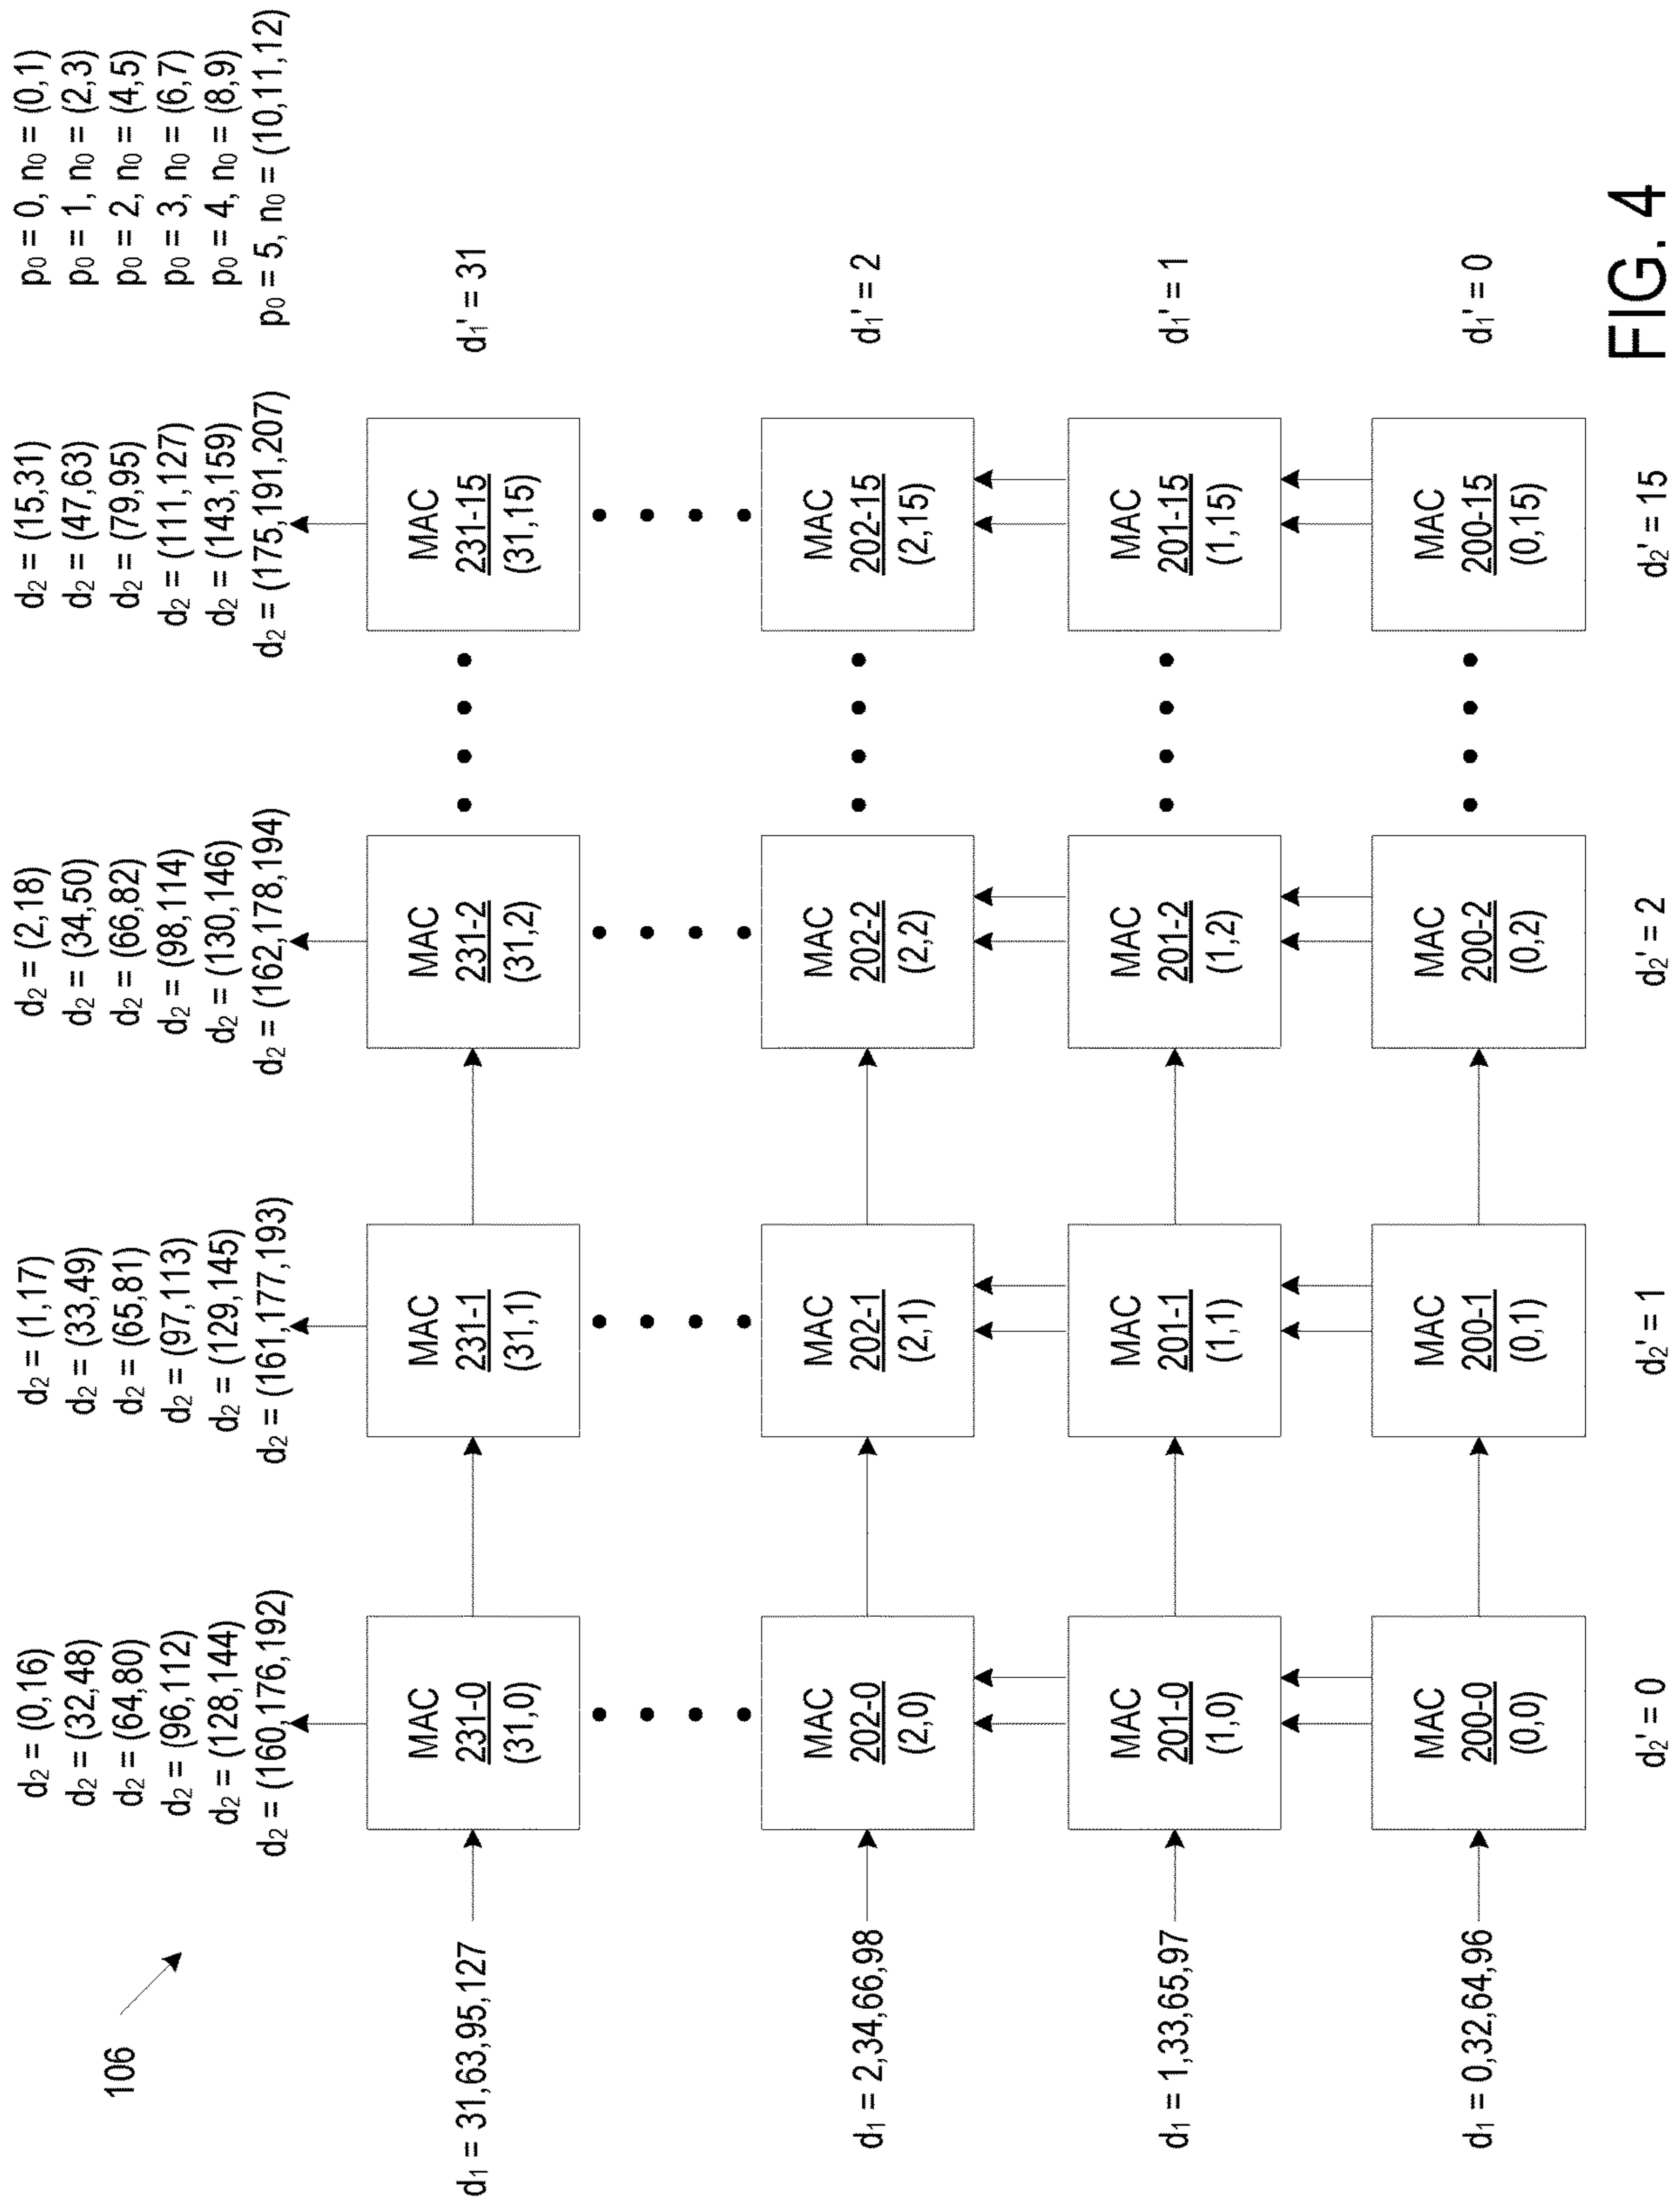 106
d₂ = (0,16)
d₂ = (32,48)
d₂ = (64,80)
d₂ = (96,112)
d₂ = (128,144)
d₂ = (160,176,192)
d₂ = (1,17)
d₂ = (33,49)
d₂ = (65,81)
d₂ = (97,113)
d₂ = (129,145)
d₂ = (161,177,193)
d₂ = (2,18)
d₂ = (34,50)
d₂ = (66,82)
d₂ = (98,114)
d₂ = (130,146)
d₂ = (162,178,194)
d₂ = (15,31)
d₂ = (47,63)
d₂ = (79,95)
d₂ = (111,127)
d₂ = (143,159)
d₂ = (175,191,207)
p₀ = 0, n₀ = (0,1)
p₀ = 1, n₀ = (2,3)
p₀ = 2, n₀ = (4,5)
p₀ = 3, n₀ = (6,7)
p₀ = 4, n₀ = (8,9)
p₀ = 5, n₀ = (10,11,12)
d₁ = 31,63,95,127
MAC
231-0
(31,0)
MAC
231-1
(31,1)
MAC
231-2
(31,2)
MAC
231-15
(31,15)
d₁' = 31
d₁ = 2,34,66,98
MAC
202-0
(2,0)
MAC
202-1
(2,1)
MAC
202-2
(2,2)
MAC
202-15
(2,15)
d₁' = 2
d₁ = 1,33,65,97
MAC
201-0
(1,0)
MAC
201-1
(1,1)
MAC
201-2
(1,2)
MAC
201-15
(1,15)
d₁' = 1
d₁ = 0,32,64,96
MAC
200-0
(0,0)
MAC
200-1
(0,1)
MAC
200-2
(0,2)
MAC
200-15
(0,15)
d₁' = 0
d₂' = 0
d₂' = 1
d₂' = 2
d₂' = 15
FIG. 4